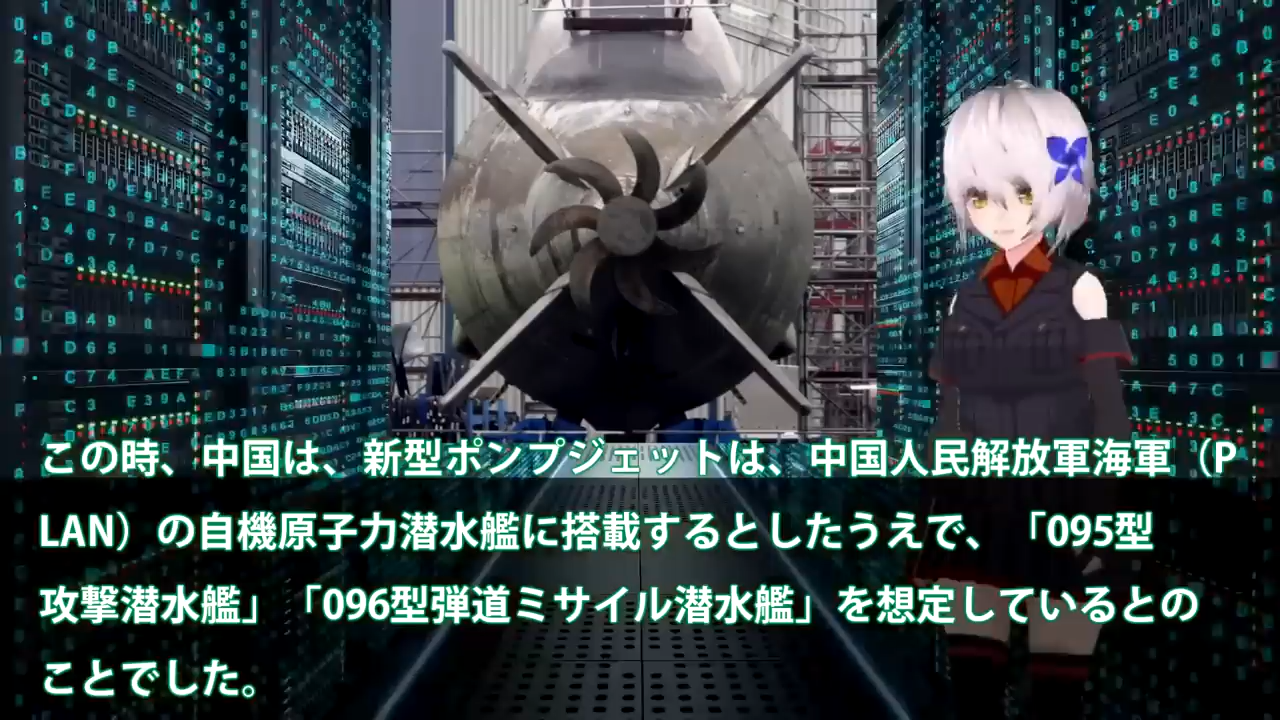 この時、中国は、新型ポンプジェットは、中国人民解放軍海軍（P
LAN）の自機原子力潜水艦に搭載するとしたうえで、「095型
攻撃潜水艦」「096型弾道ミサイル潜水艦」を想定しているとの
ことでした。